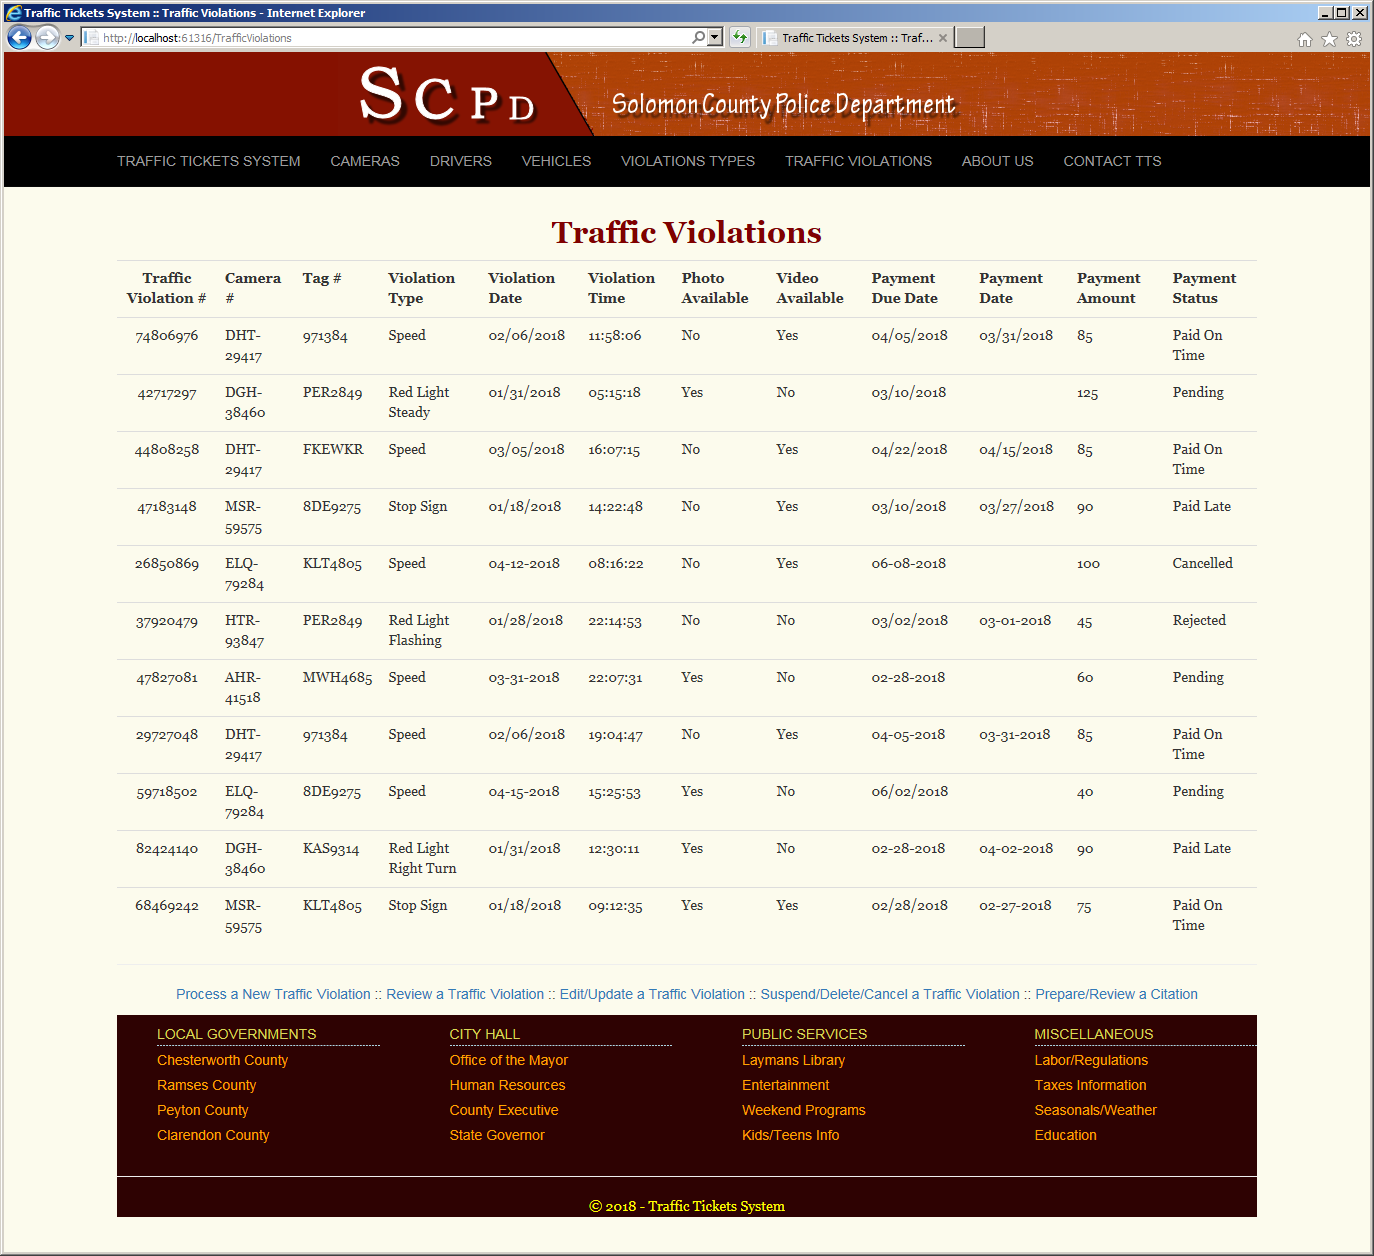 Traffic Tickets System :: Traffic Violations - Internet Explorer
http://localhost:61316/TrafficViolations
Traffic Tickets System :: Traf...
SCPD
Solomon County Police Department
TRAFFIC TICKETS SYSTEM CAMERAS DRIVERS VEHICLES VIOLATIONS TYPES TRAFFIC VIOLATIONS ABOUT US CONTACT TTS
Traffic Violations
Traffic Camera Tag # Violation Violation Violation Photo Video Payment Payment Payment Payment
Violation # # Type Date Time Available Available Due Date Date Amount Status
74806976 DHT- 971384 Speed 02/06/2018 11:58:06 No Yes 04/05/2018 03/31/2018 85 Paid On
29417 Time
42717297 DGH- PER2849 Red Light 01/31/2018 05:15:18 Yes No 03/10/2018 125 Pending
38460 Steady
44808258 DHT- FKEWKR Speed 03/05/2018 16:07:15 No Yes 04/22/2018 04/15/2018 85 Paid On
29417 Time
47183148 MSR- 8DE9275 Stop Sign 01/18/2018 14:22:48 No Yes 03/10/2018 03/27/2018 90 Paid Late
59575
26850869 ELQ- KLT4805 Speed 04-12-2018 08:16:22 No Yes 06-08-2018 100 Cancelled
79284
37920479 HTR- PER2849 Red Light 01/28/2018 22:14:53 No No 03/02/2018 03-01-2018 45 Rejected
93847 Flashing
47827081 AHR- MWH4685 Speed 03-31-2018 22:07:31 Yes No 02-28-2018 60 Pending
41518
29727048 DHT- 971384 Speed 02/06/2018 19:04:47 No Yes 04-05-2018 03-31-2018 85 Paid On
29417 Time
59718502 ELQ- 8DE9275 Speed 04-15-2018 15:25:53 Yes No 06/02/2018 40 Pending
79284
82424140 DGH- KAS9314 Red Light 01/31/2018 12:30:11 Yes No 02-28-2018 04-02-2018 90 Paid Late
38460 Right Turn
68469242 MSR- KLT4805 Stop Sign 01/18/2018 09:12:35 Yes Yes 02/28/2018 02-27-2018 75 Paid On
59575 Time
Process a New Traffic Violation :: Review a Traffic Violation :: Edit/Update a Traffic Violation :: Suspend/Delete/Cancel a Traffic Violation :: Prepare/Review a Citation
LOCAL GOVERNMENTS CITY HALL PUBLIC SERVICES MISCELLANEOUS
Chesterworth County Office of the Mayor Laymans Library Labor/Regulations
Ramses County Human Resources Entertainment Taxes Information
Peyton County County Executive Weekend Programs Seasonals/Weather
Clarendon County State Governor Kids/Teens Info Education
© 2018 - Traffic Tickets System